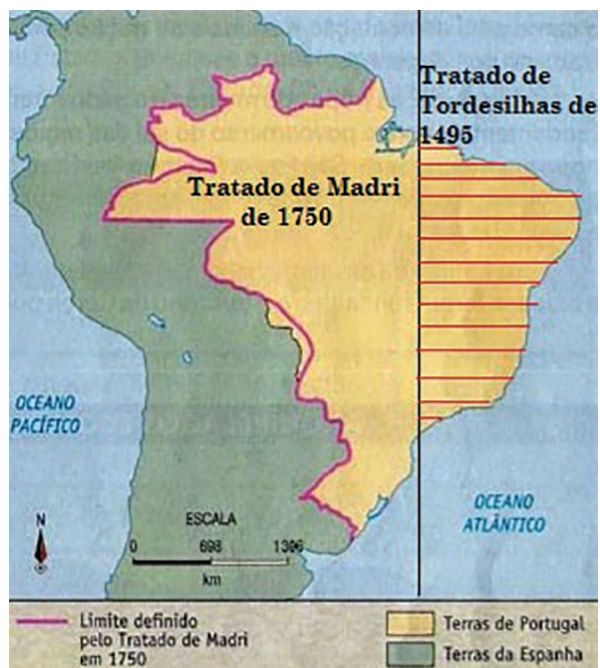 Tratado de
Tordesilhas de
1495
Tratado de Madri
de 1750
OCEANO
PACÍFICO
OCEANO
ATLÂNTICO
N
ESCALA
0 698 1396
km
Limite definido
pelo Tratado de Madri
em 1750
Terras de Portugal
Terras da Espanha